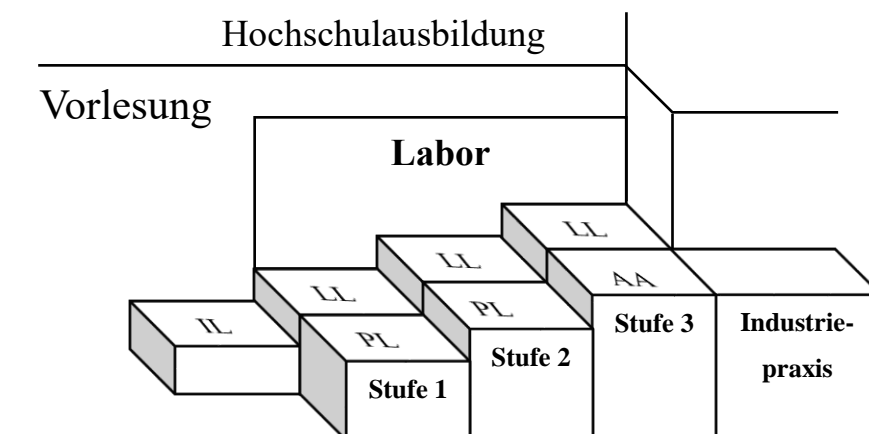 Hochschulausbildung
Vorlesung
Labor
LL
LL
AA
LL
PL
IL
PL
Stufe 3
Industrie-
praxis
Stufe 2
Stufe 1